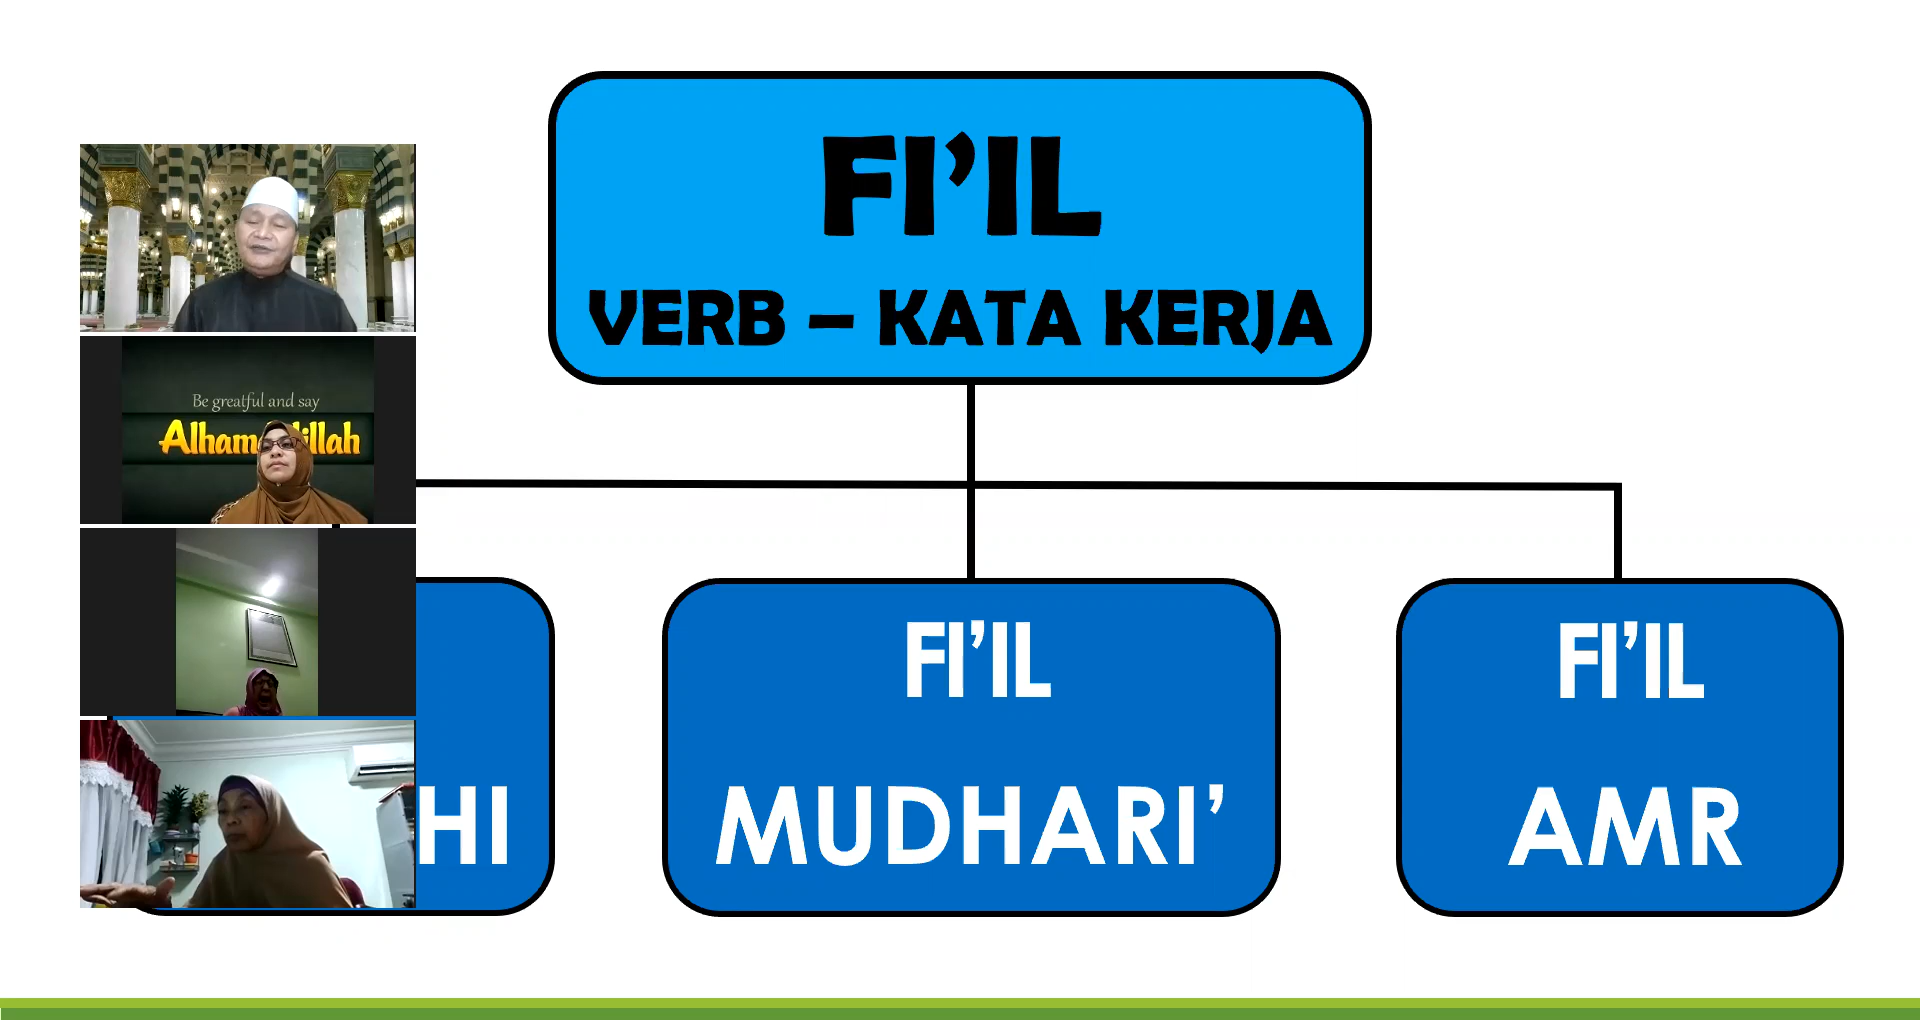 FI’IL
VERB – KATA KERJA
Be greatful and say
HI
FI’IL
MUDHARI’
FI’IL
AMR